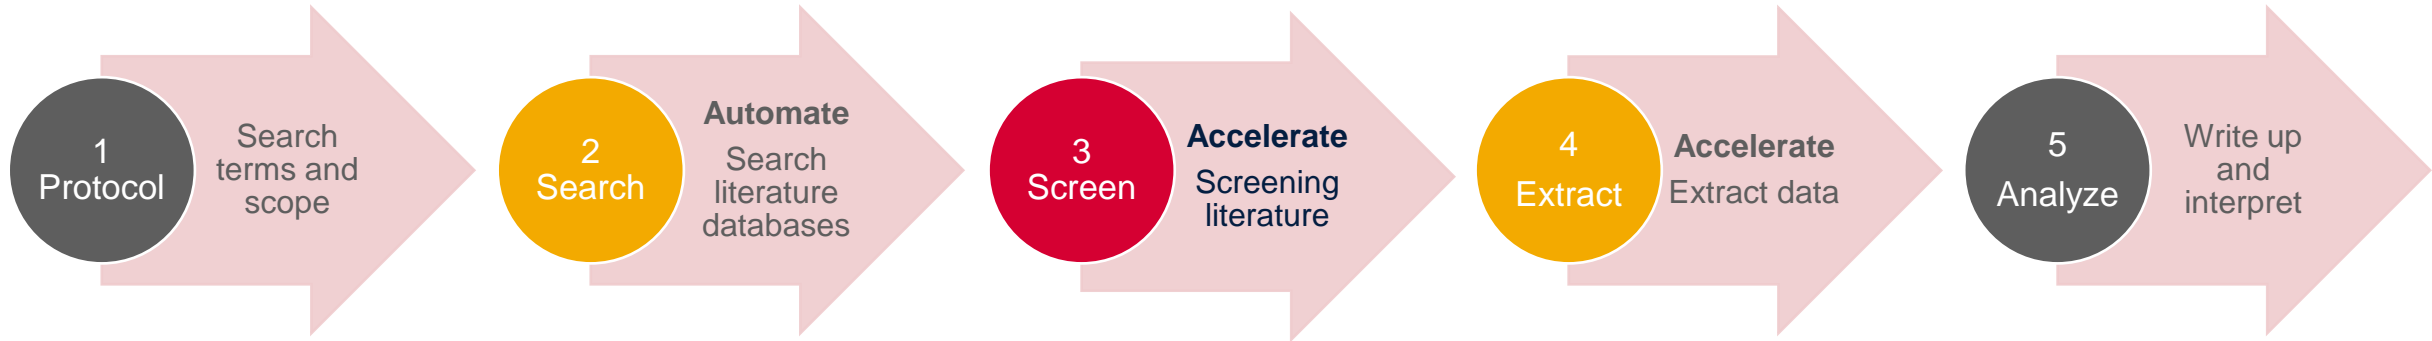 1
Protocol
Search
terms and
scope
2
Search
Automate
Search
literature
databases
3
Screen
Accelerate
Screening
literature
4
Extract
Accelerate
Extract data
5
Analyze
Write up
and
interpret